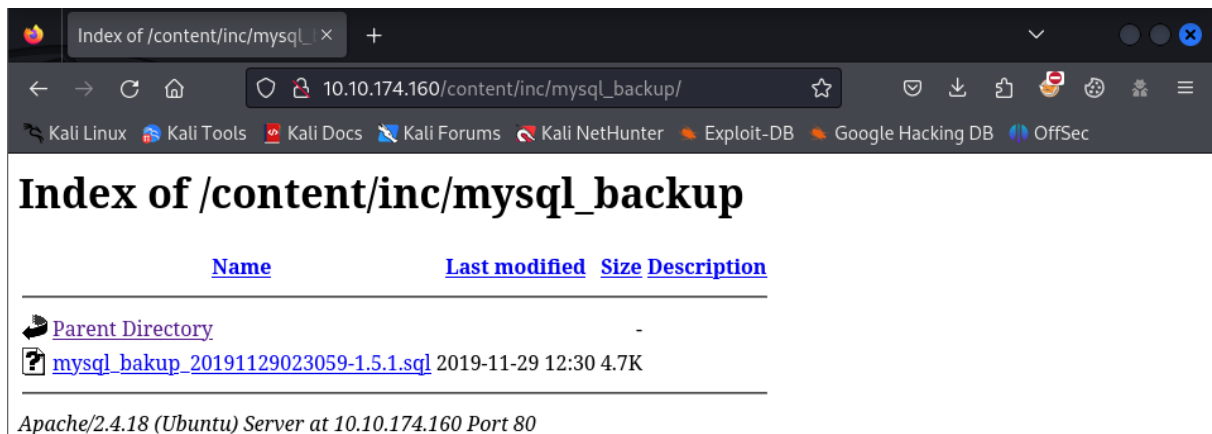 Index of /content/inc/mysql_
10.10.174.160/content/inc/mysql_backup/
Kali Linux Kali Tools Kali Docs Kali Forums Kali NetHunter Exploit-DB Google Hacking DB OffSec
Index of /content/inc/mysql_backup
Name Last modified Size Description
Parent Directory -
mysql_bakup_20191129023059-1.5.1.sql 2019-11-29 12:30 4.7K
Apache/2.4.18 (Ubuntu) Server at 10.10.174.160 Port 80